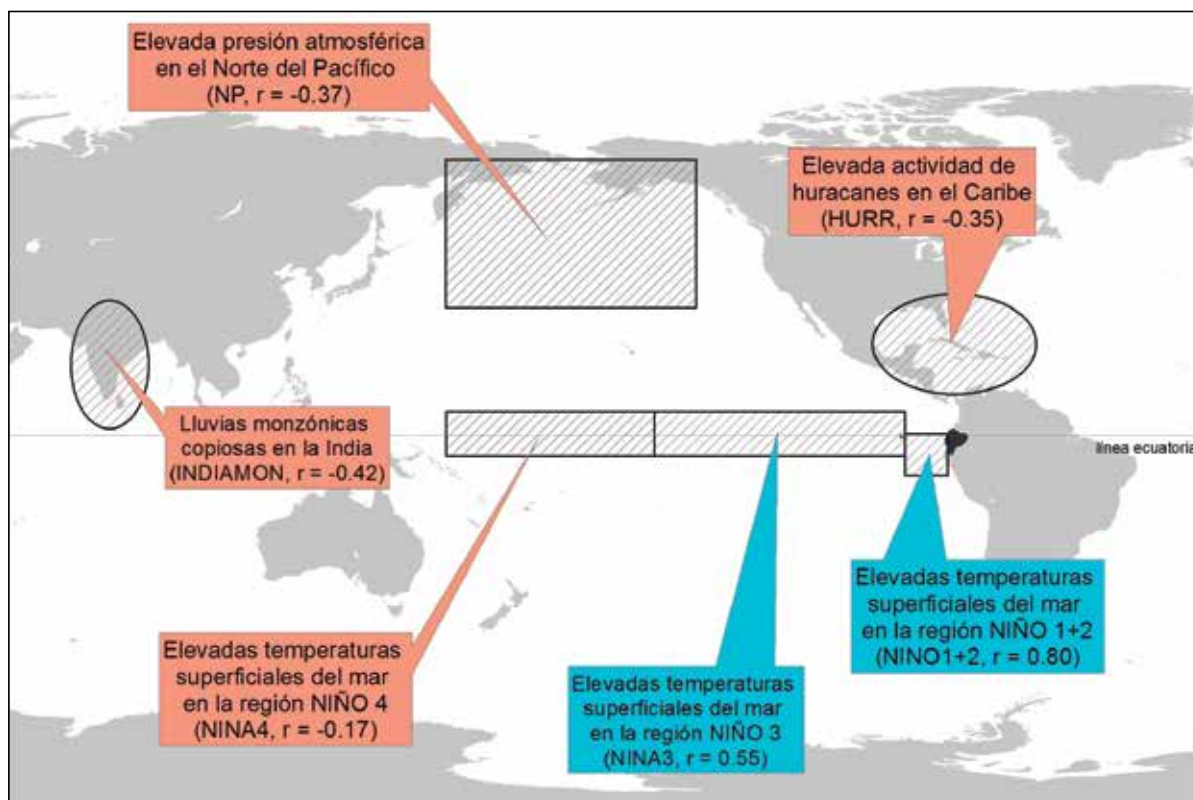 Elevada presión atmosférica
en el Norte del Pacífico
(NP, r = -0.37)
Elevada actividad de
huracanes en el Caribe
(HURR, r = -0.35)
Lluvias monzónicas
copiosas en la India
(INDIAMON, r = -0.42)
línea ecuatoria
Elevadas temperaturas
superficiales del mar
en la región NIÑO 4
(NINA4, r = -0.17)
Elevadas temperaturas
superficiales del mar
en la región NIÑO 3
(NINA3, r = 0.55)
Elevadas temperaturas
superficiales del mar
en la región NIÑO 1+2
(NINO1+2, r = 0.80)